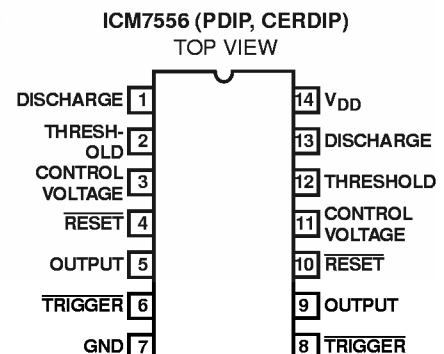 ICM7556 (PDIP, CERDIP)
TOP VIEW
DISCHARGE 1
THRESH-
OLD 2
CONTROL
VOLTAGE 3
RESET 4
OUTPUT 5
TRIGGER 6
GND 7
14 VDD
13 DISCHARGE
12 THRESHOLD
11 CONTROL
VOLTAGE
10 RESET
9 OUTPUT
8 TRIGGER